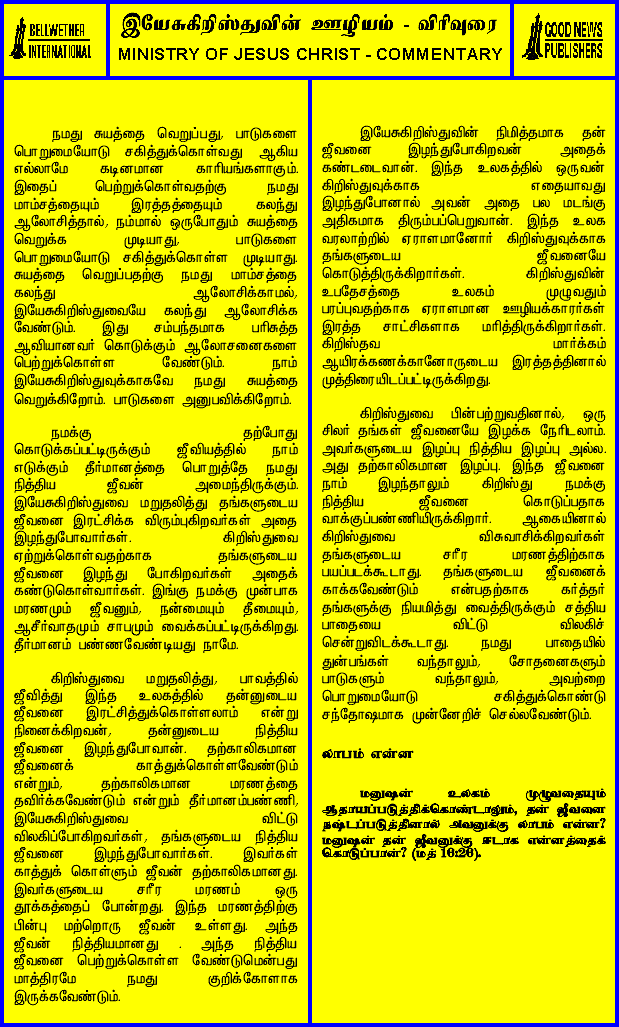 BELLWETHER
INTERNATIONAL
இயேசுகிறிஸ்துவின் ஊழியம் - விரிவுரை
MINISTRY OF JESUS CHRIST - COMMENTARY
GOOD NEWS
PUBLISHERS
நமது சுயத்தை வெறுப்பது, பாடுகளை
பொறுமையோடு சகித்துக்கொள்வது ஆகிய
எல்லாமே கடினமான காரியங்களாகும்.
இதைப் பெற்றுக்கொள்வதற்கு நமது
மாம்சத்தையும் இரத்தத்தையும் கலந்து
ஆலோசித்தால், நம்மால் ஒருபோதும் சுயத்தை
வெறுக்க முடியாது, பாடுகளை
பொறுமையோடு சகித்துக்கொள்ள முடியாது.
சுயத்தை வெறுப்பதற்கு நமது மாம்சத்தை
கலந்து ஆலோசிக்காமல்,
இயேசுகிறிஸ்துவையே கலந்து ஆலோசிக்க
வேண்டும். இது சம்பந்தமாக பரிசுத்த
ஆவியானவர் கொடுக்கும் ஆலோசனைகளை
பெற்றுக்கொள்ள வேண்டும். நாம்
இயேசுகிறிஸ்துவுக்காகவே நமது சுயத்தை
வெறுக்கிறோம். பாடுகளை அனுபவிக்கிறோம்.
நமக்கு தற்போது
கொடுக்கப்பட்டிருக்கும் ஜீவியத்தில் நாம்
எடுக்கும் தீர்மானத்தை பொறுத்தே நமது
நித்திய ஜீவன் அமைந்திருக்கும்.
இயேசுகிறிஸ்துவை மறுதலித்து தங்களுடைய
ஜீவனை இரட்சிக்க விரும்புகிறவர்கள் அதை
இழந்துபோவார்கள். கிறிஸ்துவை
ஏற்றுக்கொள்வதற்காக தங்களுடைய
ஜீவனை இழந்து போகிறவர்கள் அதைக்
கண்டுகொள்வார்கள். இங்கு நமக்கு முன்பாக
மரணமும் ஜீவனும், நன்மையும் தீமையும்,
ஆசீர்வாதமும் சாபமும் வைக்கப்பட்டிருக்கிறது.
தீர்மானம் பண்ணவேண்டியது நாமே.
கிறிஸ்துவை மறுதலித்து, பாவத்தில்
ஜீவித்து இந்த உலகத்தில் தன்னுடைய
ஜீவனை இரட்சித்துக்கொள்ளலாம் என்று
நினைக்கிறவன், தன்னுடைய நித்திய
ஜீவனை இழந்துபோவான். தற்காலிகமான
ஜீவனைக் காத்துக்கொள்ளவேண்டும்
என்றும், தற்காலிகமான மரணத்தை
தவிர்க்கவேண்டும் என்றும் தீர்மானம்பண்ணி,
இயேசுகிறிஸ்துவை விட்டு
விலகிப்போகிறவர்கள், தங்களுடைய நித்திய
ஜீவனை இழந்துபோவார்கள். இவர்கள்
காத்துக் கொள்ளும் ஜீவன் தற்காலிகமானது.
இவர்களுடைய சரீர மரணம் ஒரு
தூக்கத்தைப் போன்றது. இந்த மரணத்திற்கு
பின்பு மற்றொரு ஜீவன் உள்ளது. அந்த
ஜீவன் நித்தியமானது . அந்த நித்திய
ஜீவனை பெற்றுக்கொள்ள வேண்டுமென்பது
மாத்திரமே நமது குறிக்கோளாக
இருக்கவேண்டும்.
இயேசுகிறிஸ்துவின் நிமித்தமாக தன்
ஜீவனை இழந்துபோகிறவன் அதைக்
கண்டடைவான். இந்த உலகத்தில் ஒருவன்
கிறிஸ்துவுக்காக எதையாவது
இழந்துபோனால் அவன் அதை பல மடங்கு
அதிகமாக திரும்பப்பெறுவான். இந்த உலக
வரலாற்றில் ஏராளமானோர் கிறிஸ்துவுக்காக
தங்களுடைய ஜீவனையே
கொடுத்திருக்கிறார்கள். கிறிஸ்துவின்
உபதேசத்தை உலகம் முழுவதும்
பரப்புவதற்காக ஏராளமான ஊழியக்காரர்கள்
இரத்த சாட்சிகளாக மரித்திருக்கிறார்கள்.
கிறிஸ்தவ மார்க்கம்
ஆயிரக்கணக்கானோருடைய இரத்தத்தினால்
முத்திரையிடப்பட்டிருக்கிறது.
கிறிஸ்துவை பின்பற்றுவதினால், ஒரு
சிலர் தங்கள் ஜீவனையே இழக்க நேரிடலாம்.
அவர்களுடைய இழப்பு நித்திய இழப்பு அல்ல.
அது தற்காலிகமான இழப்பு. இந்த ஜீவனை
நாம் இழந்தாலும் கிறிஸ்து நமக்கு
நித்திய ஜீவனை கொடுப்பதாக
வாக்குப்பண்ணியிருக்கிறார். ஆகையினால்
கிறிஸ்துவை விசுவாசிக்கிறவர்கள்
தங்களுடைய சரீர மரணத்திற்காக
பயப்படக்கூடாது. தங்களுடைய ஜீவனைக்
காக்கவேண்டும் என்பதற்காக கர்த்தர்
தங்களுக்கு நியமித்து வைத்திருக்கும் சத்திய
பாதையை விட்டு விலகிச்
சென்றுவிடக்கூடாது. நமது பாதையில்
துன்பங்கள் வந்தாலும், சோதனைகளும்
பாடுகளும் வந்தாலும், அவற்றை
பொறுமையோடு சகித்துக்கொண்டு
சந்தோஷமாக முன்னேறிச் செல்லவேண்டும்.
லாபம் என்ன
மனுஷன் உலகம் முழுவதையும்
ஆதாயப்படுத்திக்கொண்டாலும், தன் ஜீவனை
நஷ்டப்படுத்தினால் அவனுக்கு லாபம் என்ன?
மனுஷன் தன் ஜீவனுக்கு ஈடாக என்னத்தைக்
கொடுப்பான்? (மத் 16:26).